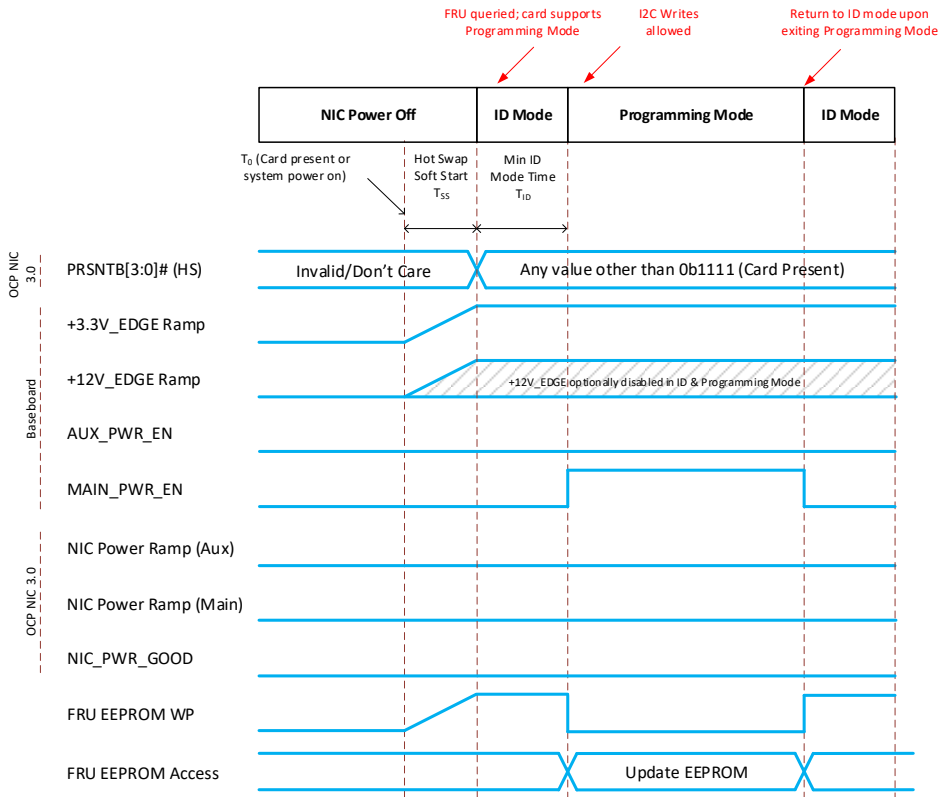 FRU queried; card supports
Programming Mode
I2C Writes
allowed
Return to ID mode upon
exiting Programming Mode
NIC Power Off
ID Mode
Programming Mode
ID Mode
T0 (Card present or
system power on)
Hot Swap
Soft Start
TSS
Min ID
Mode Time
TID
OCP NIC
3.0
PRSNTB[3:0]# (HS)
Invalid/Don't Care
Any value other than 0b1111 (Card Present)
Baseboard
+3.3V_EDGE Ramp
+12V_EDGE Ramp
+12V_EDGE optionally disabled in ID & Programming Mode
AUX_PWR_EN
MAIN_PWR_EN
OCP NIC 3.0
NIC Power Ramp (Aux)
NIC Power Ramp (Main)
NIC_PWR_GOOD
FRU EEPROM WP
FRU EEPROM Access
Update EEPROM